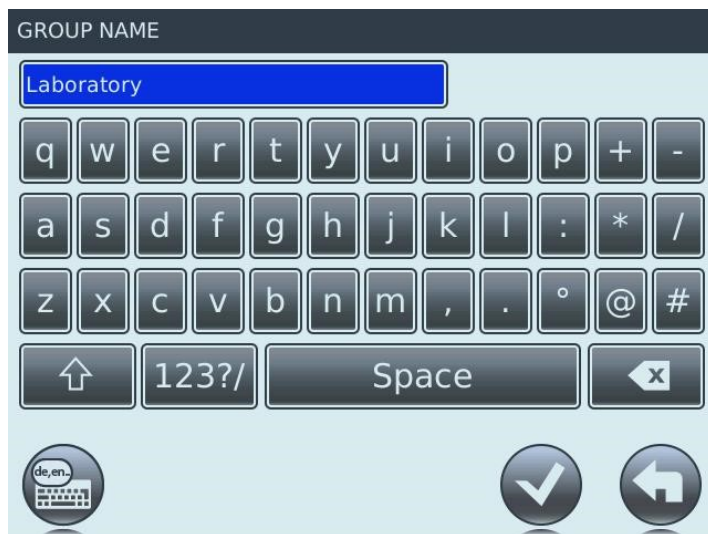 GROUP NAME
Laboratory
q w e r t y u i o p + -
a s d f g h j k l : * /
z x c v b n m , . ° @ #
123?/ Space x
de,en..